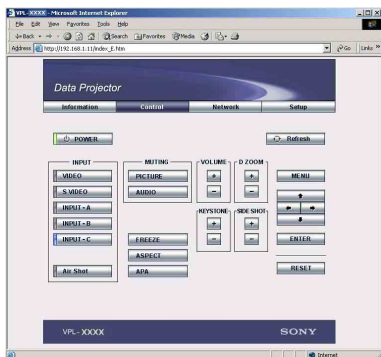 VPL-XXXX - Microsoft Internet Explorer
File Edit View Favorites Tools Help
Back Search Favorites Media
Address http://192.168.1.11/index_E.htm Go Links »
Data Projector
Information Control Network Setup
POWER Refresh
INPUT MUTING VOLUME D ZOOM
VIDEO PICTURE + + MENU
S VIDEO AUDIO - -
INPUT - A
INPUT - B KEYSTONE SIDE SHOT
INPUT - C FREEZE + + ENTER
ASPECT - -
Air Shot APA RESET
VPL- XXXX SONY
Internet